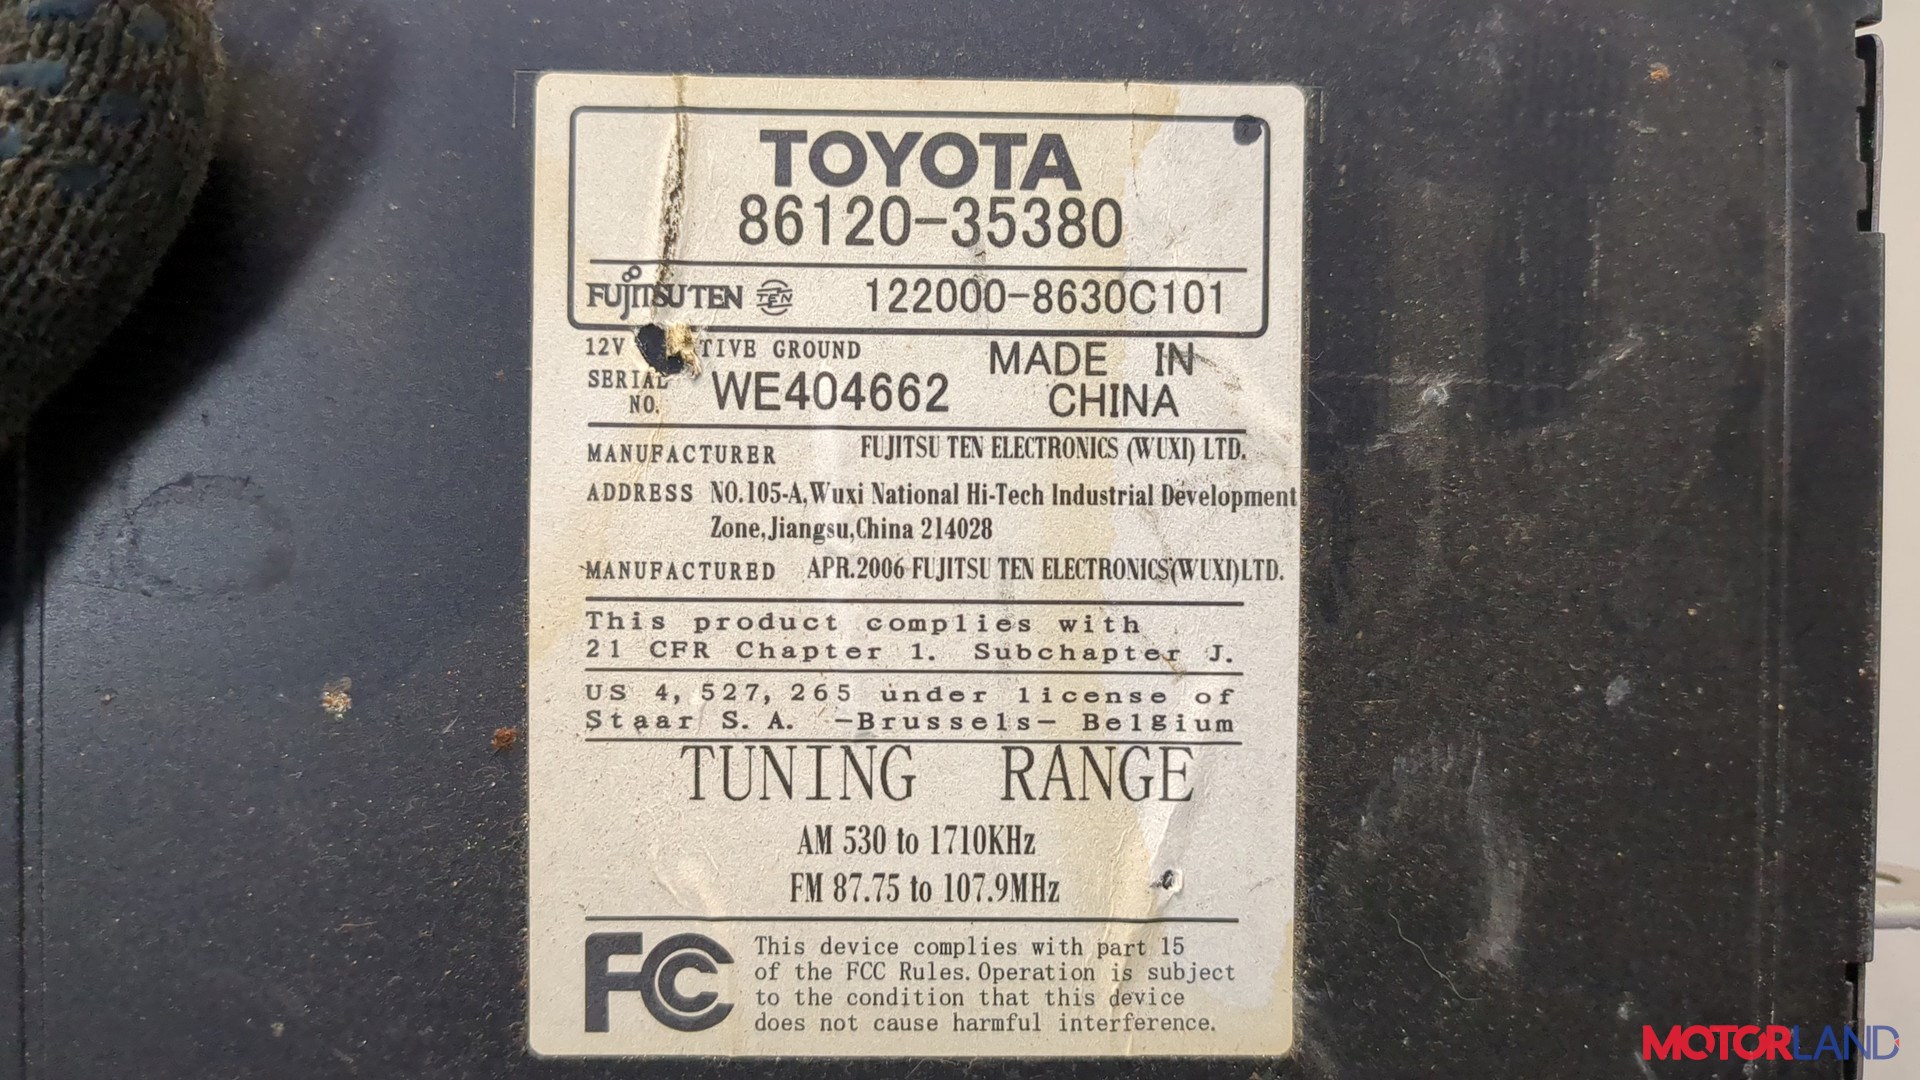 TOYOTA
86120-35380
FUJITSU TEN TEN 122000-8630C101
12V TIVE GROUND MADE IN
SERIAL NO. WE404662 CHINA
MANUFACTURER FUJITSU TEN ELECTRONICS (WUXI) LTD.
ADDRESS NO.105-A,Wuxi National Hi-Tech Industrial Development
Zone,Jiangsu,China 214028
MANUFACTURED APR.2006 FUJITSU TEN ELECTRONICS(WUXI)LTD.
This product complies with
21 CFR Chapter 1. Subchapter J.
US 4,527,265 under license of
Staar S.A. -Brussels- Belgium
TUNING RANGE
AM 530 to 1710KHz
FM 87.75 to 107.9MHz
FC This device complies with part 15
of the FCC Rules. Operation is subject
to the condition that this device
does not cause harmful interference.
MOTORLAND